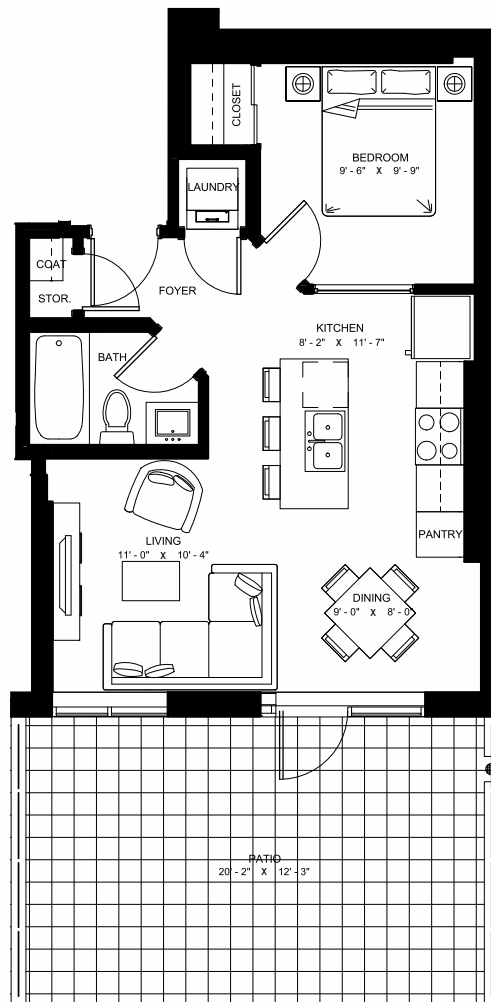 CLOSET
BEDROOM
9' - 6" X 9' - 9"
LAUNDRY
COAT
STOR.
FOYER
KITCHEN
8' - 2" X 11' - 7"
BATH
PANTRY
LIVING
11' - 0" X 10' - 4"
DINING
9' - 0" X 8' - 0"
PATIO
20' - 2" X 12' - 3"